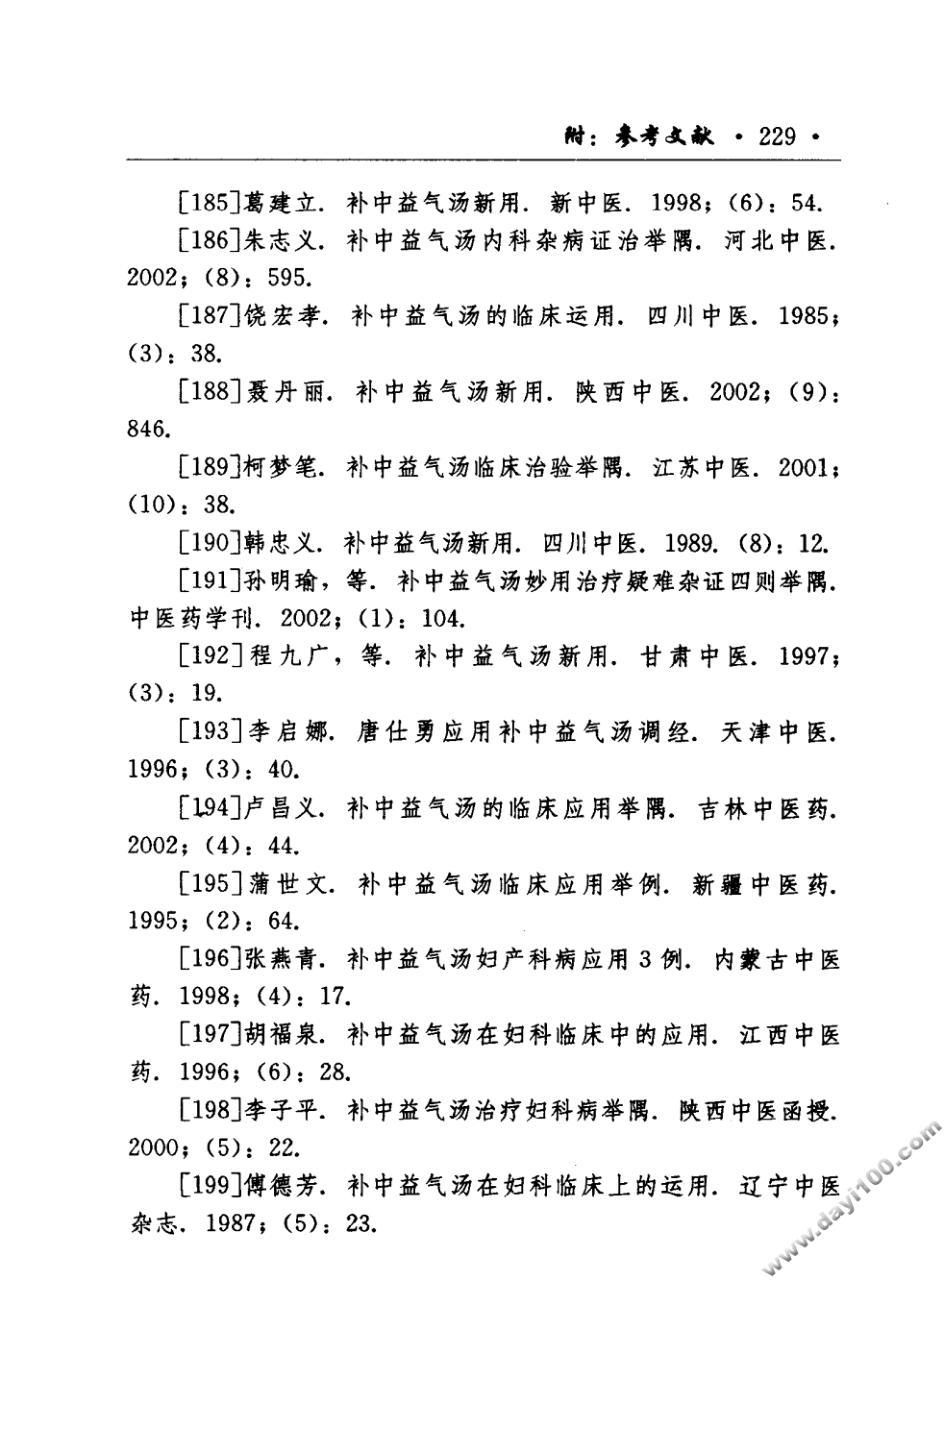 附：参考文献 · 229 ·
[185]葛建立． 补中益气汤新用． 新中医． 1998；(6)：54．
[186]朱志义． 补中益气汤内科杂病证治举隅． 河北中医．
2002；(8)：595．
[187]饶宏孝． 补中益气汤的临床运用． 四川中医． 1985；
(3)：38．
[188]聂丹丽． 补中益气汤新用． 陕西中医． 2002；(9)：
846．
[189]柯梦笔． 补中益气汤临床治验举隅． 江苏中医． 2001；
(10)：38．
[190]韩忠义． 补中益气汤新用． 四川中医． 1989．(8)：12．
[191]孙明瑜，等． 补中益气汤妙用治疗疑难杂证四则举隅．
中医药学刊． 2002；(1)：104．
[192]程九广，等． 补中益气汤新用． 甘肃中医． 1997；
(3)：19．
[193]李启娜． 唐仕勇应用补中益气汤调经． 天津中医．
1996；(3)：40．
[194]卢昌义． 补中益气汤的临床应用举隅． 吉林中医药．
2002；(4)：44．
[195]蒲世文． 补中益气汤临床应用举例． 新疆中医药．
1995；(2)：64．
[196]张燕青． 补中益气汤妇产科病应用 3 例． 内蒙古中医
药． 1998；(4)：17．
[197]胡福泉． 补中益气汤在妇科临床中的应用． 江西中医
药． 1996；(6)：28．
[198]李子平． 补中益气汤治疗妇科病举隅． 陕西中医函授．
2000；(5)：22．
[199]傅德芳． 补中益气汤在妇科临床上的运用． 辽宁中医
杂志． 1987；(5)：23．
www.dayi100.com